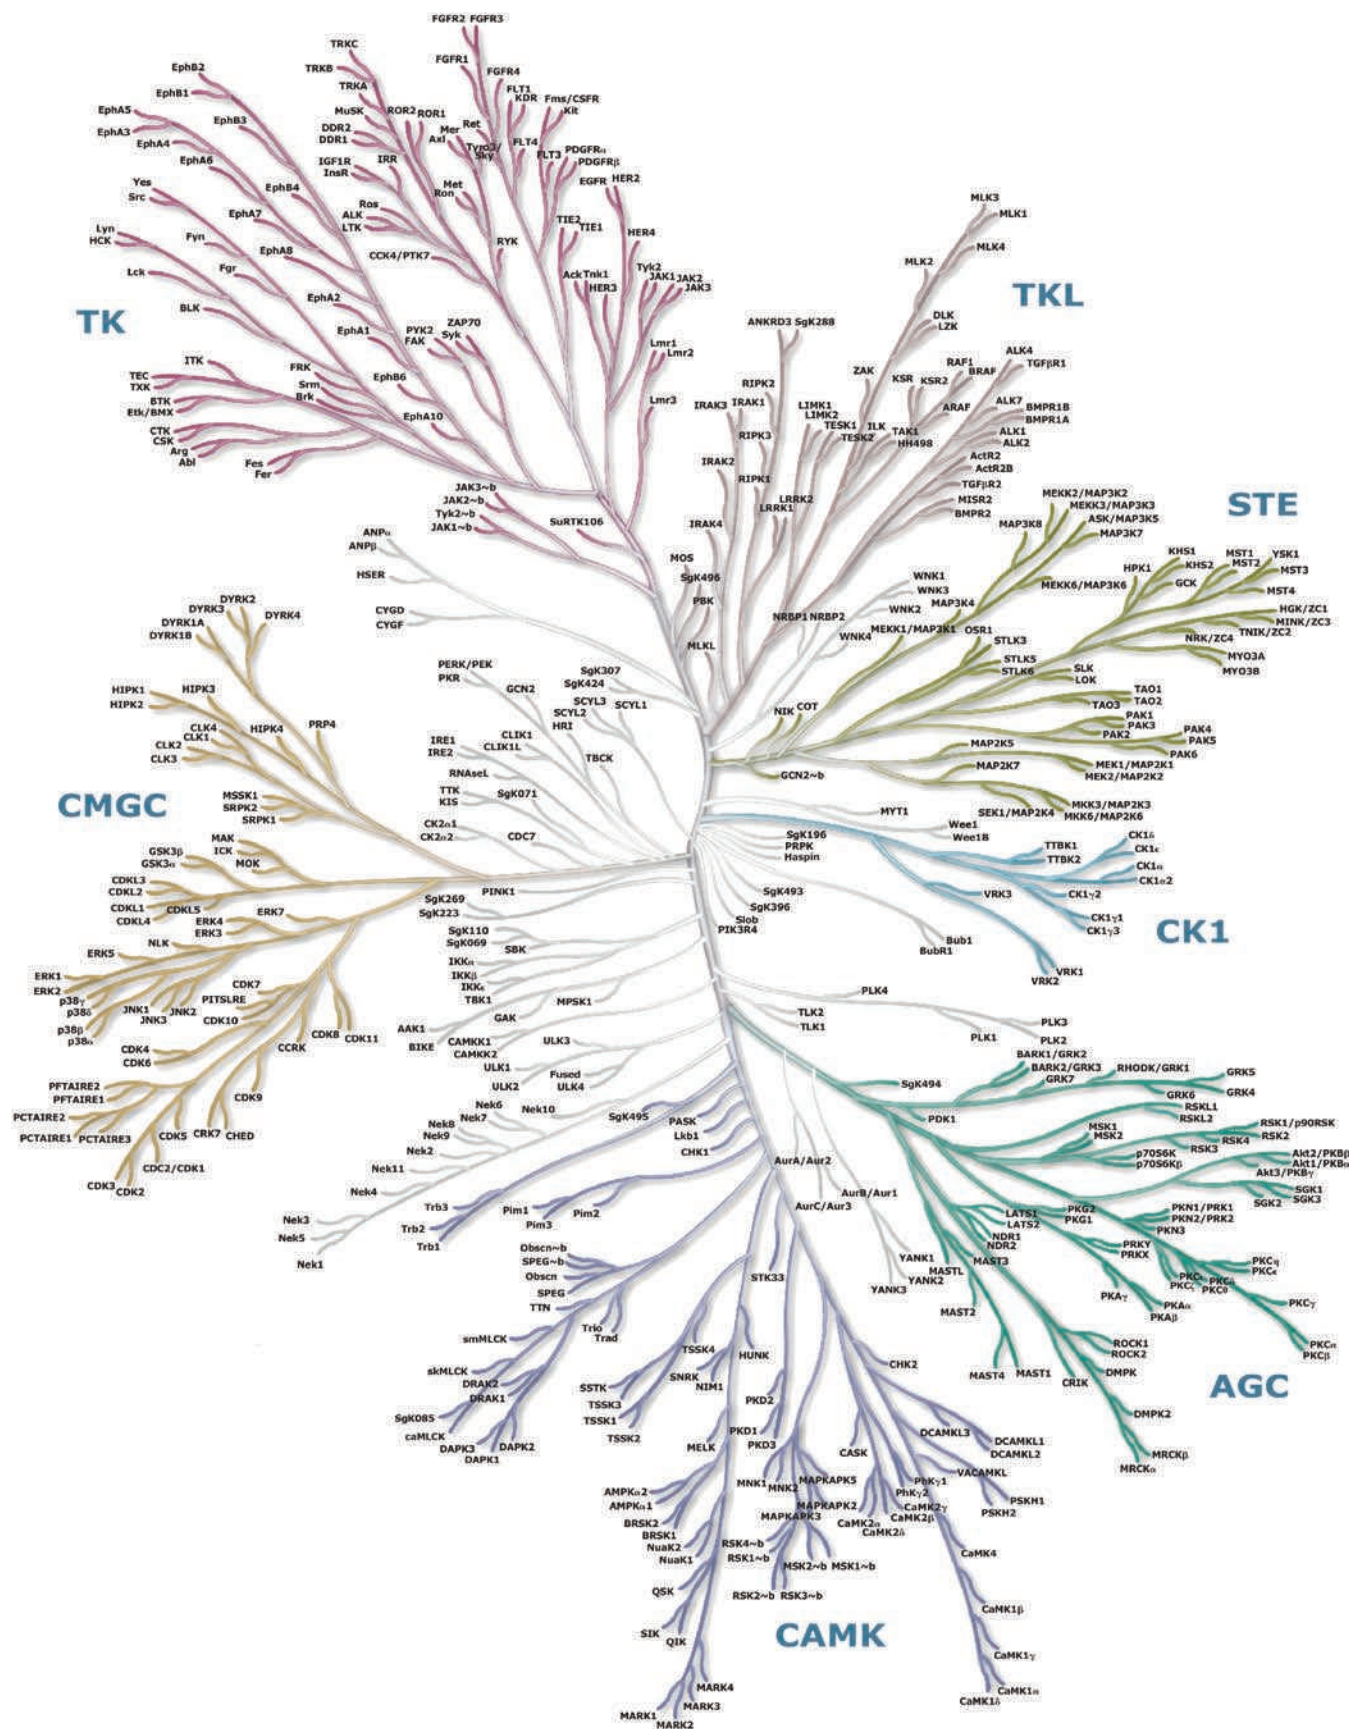 FGFR2 FGFR3
TRKC
TRKB
FGFR1
FGFR4
EphB2
EphB1
TRKA
FLT1
KDR
Fms/CSFR
Kit
EphA5
EphA3
EphB3
MuSK
ROR2
ROR1
DDR2
DDR1
Mer
Axl
Ret
Tyro3/
Sky
EphA4
FLT4
FLT3
PDGFRα
PDGFRβ
EphA6
IGF1R
InsR
IRR
Met
Ron
EGFR
HER2
Yes
Src
EphB4
Ros
ALK
LTK
TIE2
TIE1
MLK3
MLK1
EphA7
Lyn
HCK
Fyn
EphA8
CCK4/PTK7
RYK
HER4
MLK4
Lck
Fgr
Ack
Tnk1
HER3
Tyk2
JAK1
JAK2
JAK3
MLK2
TKL
BLK
EphA2
TK
EphA1
PYK2
FAK
ZAP70
Syk
Lmr1
Lmr2
ANKRD3 SgK288
DLK
LZK
ITK
TEC
TXK
FRK
Srm
Brk
EphB6
BTK
Etk/BMX
EphA10
Lmr3
RIPK2
IRAK3
IRAK1
ZAK
KSR1
KSR2
RAF1
BRAF
ARAF
ALK4
TGFβR1
LIMK1
LIMK2
TESK1
TESK2
ILK
TAK1
HH498
ALK7
BMPR1B
BMPR1A
CTK
CSK
Arg
Abl
Fes
Fer
RIPK3
IRAK2
RIPK1
LRRK2
LRRK1
ALK1
ALK2
ActR2
ActR2B
TGFβR2
MISR2
BMPR2
JAK3~b
JAK2~b
Tyk2~b
JAK1~b
SuRTK106
IRAK4
MEKK2/MAP3K2
MEKK3/MAP3K3
ASK/MAP3K5
MAP3K8
MAP3K7
STE
ANPα
ANPβ
HSER
MOS
SgK496
PBK
WNK1
WNK3
WNK2
WNK4
MEKK6/MAP3K6
MAP3K4
KHS1
KHS2
HPK1
GCK
MST1
MST2
YSK1
MST3
MST4
CYGD
CYGF
NRBP1 NRBP2
MLKL
MEKK1/MAP3K1
OSR1
STLK3
STLK5
STLK6
HGK/ZC1
MINK/ZC3
TNIK/ZC2
NRK/ZC4
MYO3A
MYO3B
DYRK2
DYRK3
DYRK4
DYRK1A
DYRK1B
PERK/PEK
PKR
GCN2
SgK307
SgK424
SCYL3
SCYL2
SCYL1
HRI
SLK
LOK
TAO1
TAO2
TAO3
HIPK1
HIPK2
HIPK3
HIPK4
PRP4
CLK4
CLK1
CLK2
CLK3
NIK
COT
PAK1
PAK3
PAK2
PAK4
PAK5
PAK6
IRE1
IRE2
CLIK1
CLIK1L
TBCK
GCN2~b
MAP2K5
MAP2K7
MEK1/MAP2K1
MEK2/MAP2K2
RNAseL
TTK
KIS
SgK071
CK2α1
CK2α2
CDC7
MSSK1
SRPK2
SRPK1
CMGC
MYT1
SEK1/MAP2K4
MKK3/MAP2K3
MKK6/MAP2K6
Wee1
Wee1B
SgK196
PRPK
Haspin
TTBK1
TTBK2
CK1δ
CK1ε
CK1α
CK1α2
MAK
ICK
MOK
GSK3β
GSK3α
CDKL3
CDKL2
CDKL1
CDKL4
CDKL5
PINK1
SgK269
SgK223
SgK493
SgK396
Slob
PIK3R4
VRK3
CK1γ2
CK1γ1
CK1γ3
CK1
ERK7
ERK4
ERK3
NLK
ERK5
SgK110
SgK069
SBK
IKKα
IKKβ
IKKε
TBK1
MPSK1
Bub1
BubR1
VRK1
VRK2
ERK1
ERK2
p38γ
p38δ
p38β
p38α
JNK1
JNK2
JNK3
CDK7
PITSLRE
CDK10
CDK8
CDK11
CCRK
CDK4
CDK6
PLK4
TLK2
TLK1
PLK1
PLK3
PLK2
GAK
AAK1
BIKE
CAMKK1
CAMKK2
ULK3
ULK1
ULK2
Fused
ULK4
PFTAIRE2
PFTAIRE1
PCTAIRE2
PCTAIRE1
PCTAIRE3
CDK9
CDK5
CRK7
CHED
CDC2/CDK1
CDK3
CDK2
Nek6
Nek7
Nek10
Nek8
Nek9
Nek2
Nek11
Nek4
Nek3
Nek5
Nek1
SgK495
PASK
Lkb1
CHK1
SgK494
PDK1
BARK1/GRK2
BARK2/GRK3
GRK7
RHODK/GRK1
GRK5
GRK6
GRK4
RSKL1
RSKL2
MSK1
MSK2
RSK1/p90RSK
RSK4
RSK2
RSK3
p70S6K
p70S6Kβ
Akt2/PKBβ
Akt1/PKBα
Akt3/PKBγ
SGK1
SGK2
SGK3
AurA/Aur2
AurB/Aur1
AurC/Aur3
Trb3
Trb2
Trb1
Pim1
Pim2
Pim3
LATS1
LATS2
NDR1
NDR2
PKG2
PKG1
PKN1/PRK1
PKN2/PRK2
PKN3
PRKY
PRKX
Obscn~b
SPEG~b
Obscn
SPEG
TTN
STK33
YANK1
YANK2
YANK3
MASTL
MAST3
MAST2
PKCη
PKCε
PKCι
PKCζ
PKCδ
PKCθ
PKCγ
PKCα
PKCβ
PKAγ
PKAα
PKAβ
smMLCK
Trio
Trad
TSSK4
HUNK
SNRK
NIM1
CHK2
MAST4
MAST1
ROCK1
ROCK2
DMPK
CRIK
AGC
skMLCK
DRAK2
DRAK1
SgK085
caMLCK
DAPK3
DAPK2
DAPK1
SSTK
TSSK3
TSSK1
TSSK2
PKD2
PKD1
PKD3
DMPK2
MRCKβ
MRCKα
MELK
CASK
DCAMKL3
DCAMKL1
DCAMKL2
VACAMKL
PhKγ1
PhKγ2
PSKH1
PSKH2
AMPKα2
AMPKα1
BRSK2
BRSK1
NuaK2
NuaK1
MNK1
MNK2
MAPKAPK5
MAPKAPK2
MAPKAPK3
CaMK2γ
CaMK2α
CaMK2β
CaMK2δ
RSK4~b
RSK1~b
MSK2~b
MSK1~b
RSK2~b
RSK3~b
CaMK4
QSK
SIK
QIK
CaMK1β
CaMK1γ
CaMK1α
CaMK1δ
CAMK
MARK4
MARK3
MARK1
MARK2